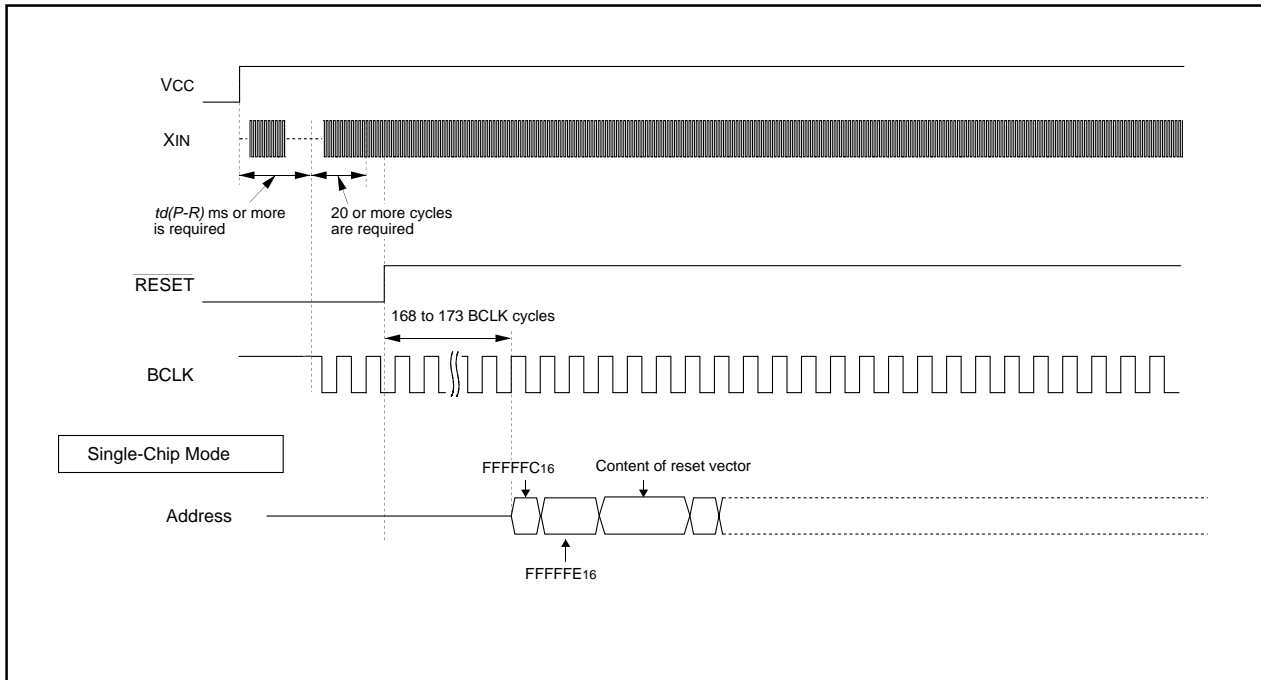 VCC
XIN
td(P-R) ms or more
is required
20 or more cycles
are required
RESET
168 to 173 BCLK cycles
BCLK
Single-Chip Mode
FFFFFC16
Content of reset vector
Address
FFFFFE16